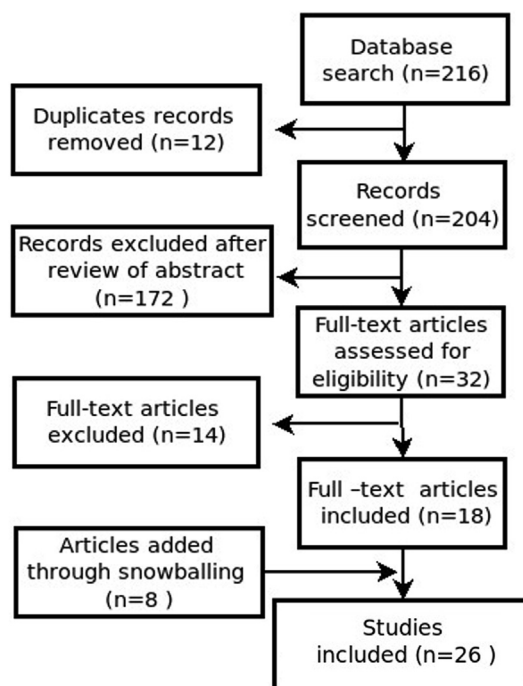 Database
search (n=216)
Duplicates records
removed (n=12)
Records
screened (n=204)
Records excluded after
review of abstract
(n=172 )
Full-text articles
assessed for
eligibility (n=32)
Full-text articles
excluded (n=14)
Full –text articles
included (n=18)
Articles added
through snowballing
(n=8 )
Studies
included (n=26 )